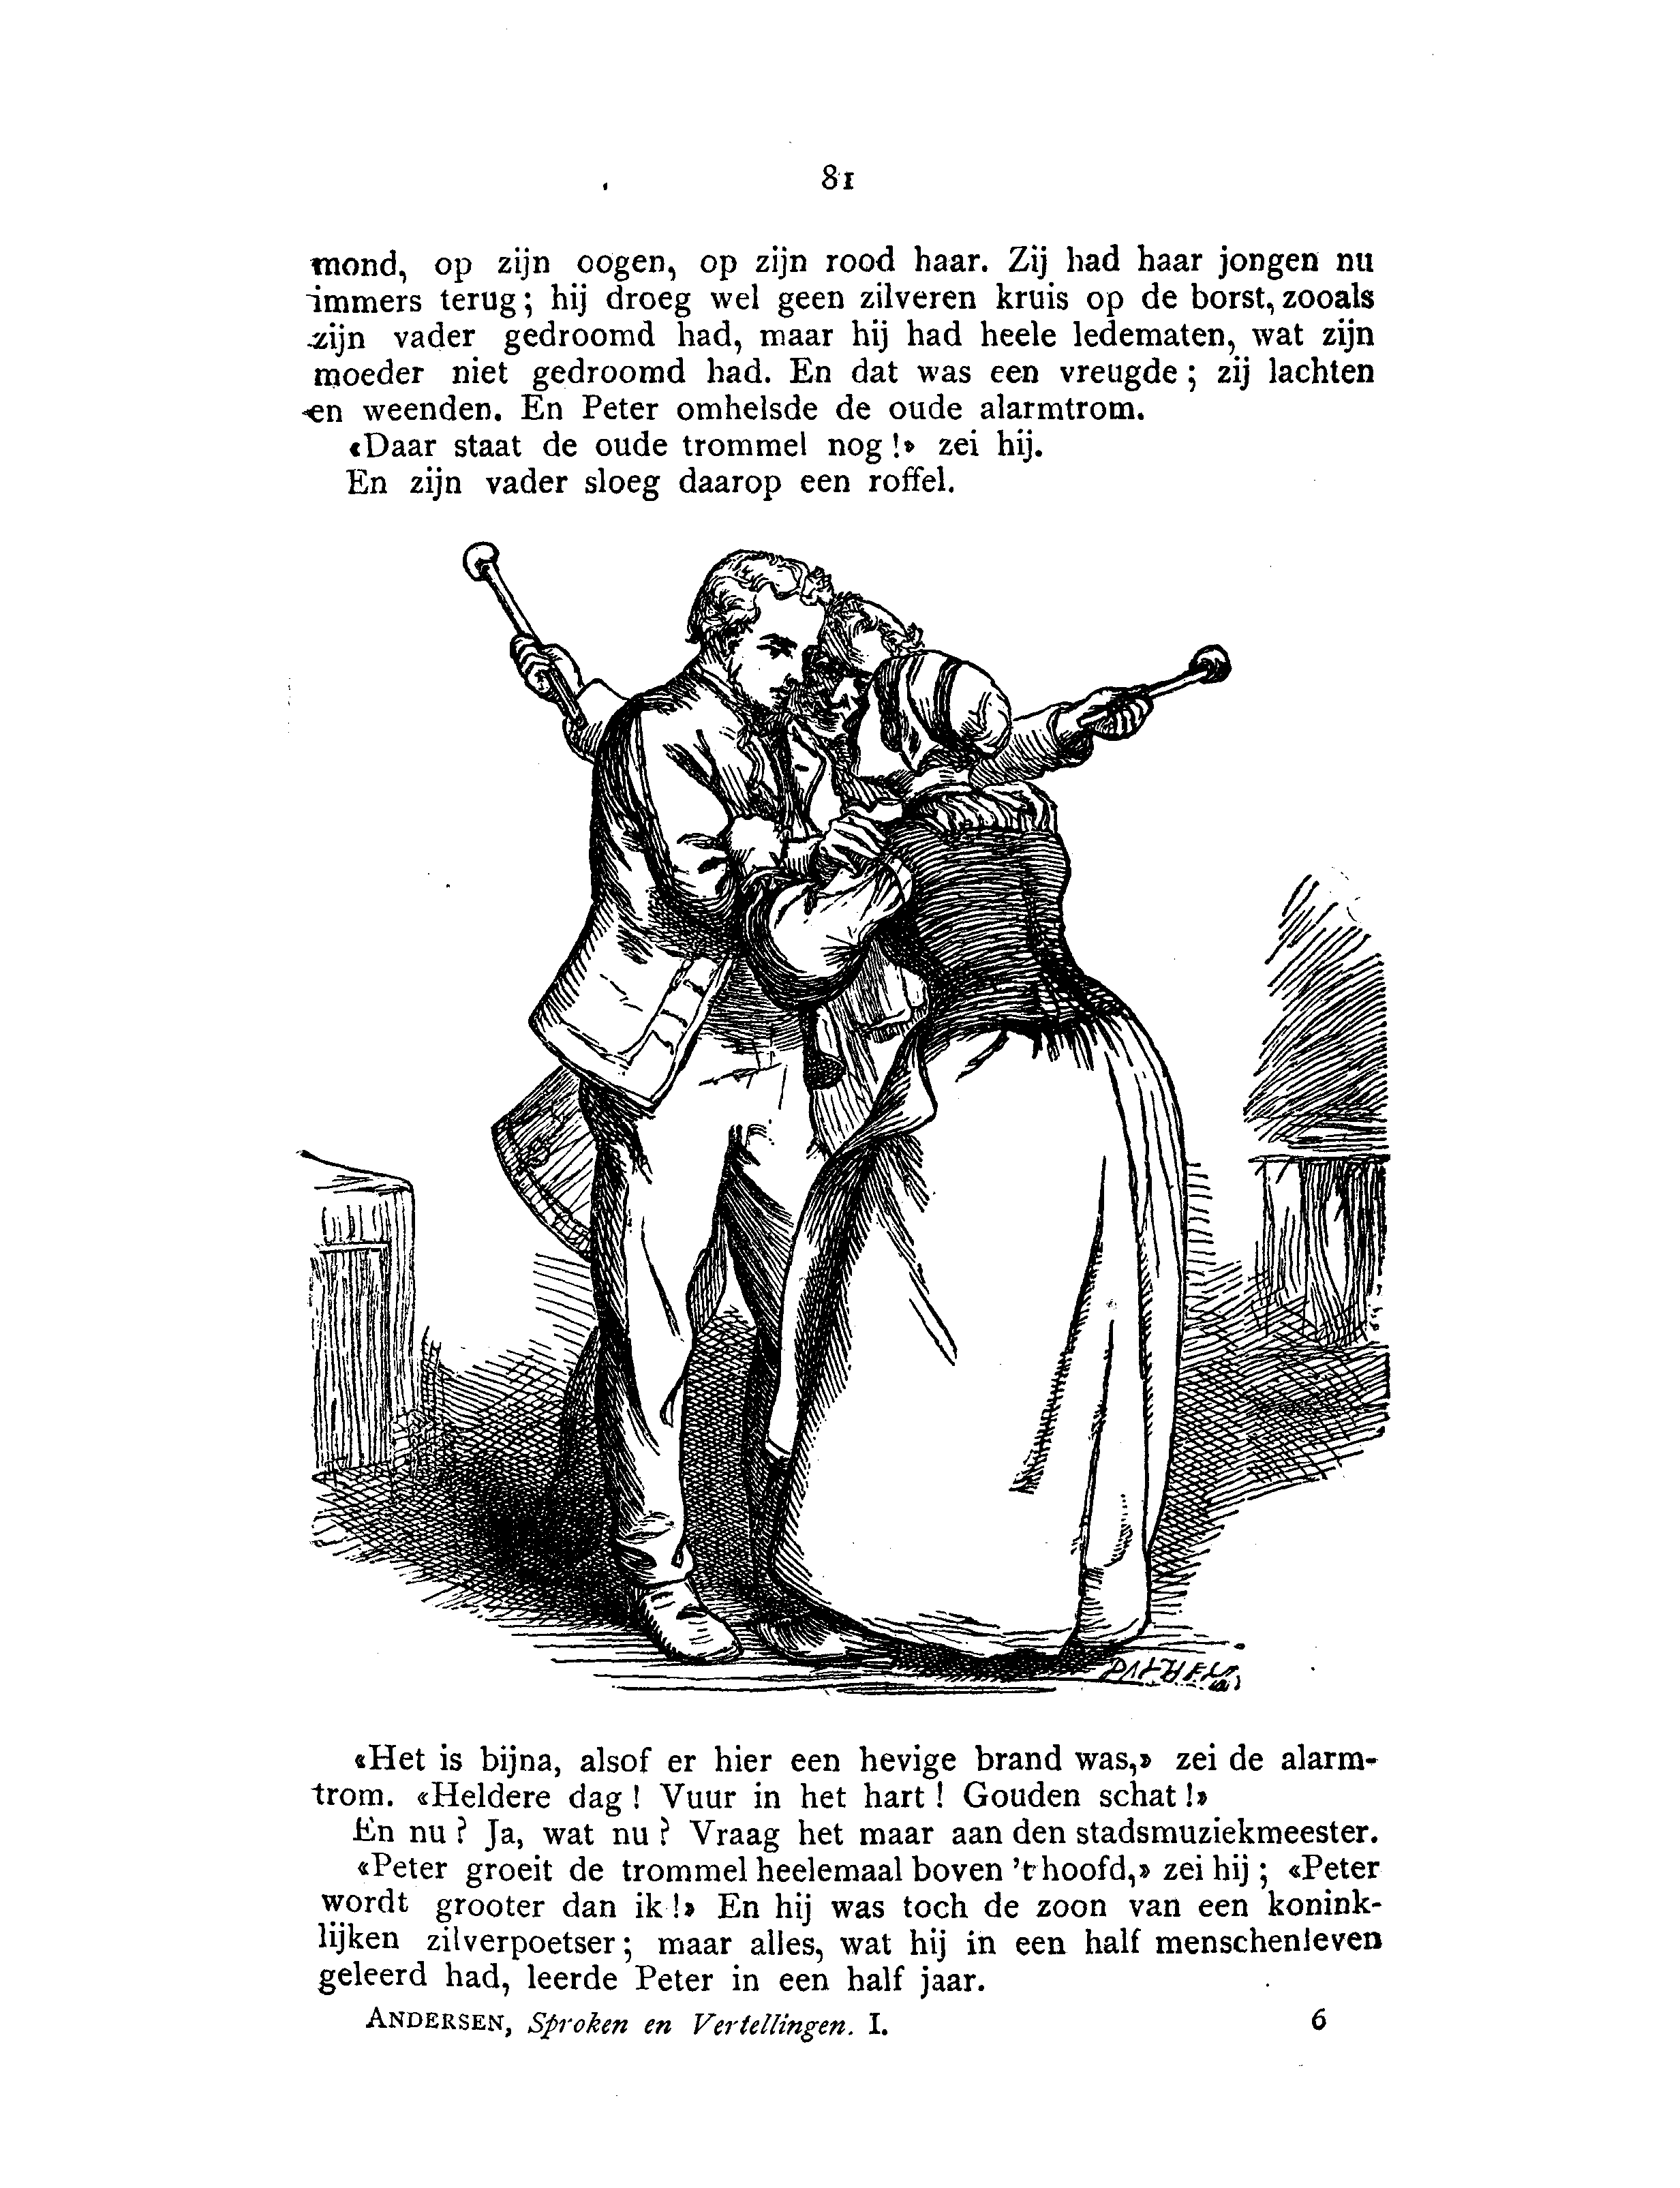 81
mond, op zijn oogen, op zijn rood haar. Zij had haar jongen nu
immers terug; hij droeg wel geen zilveren kruis op de borst, zooals
zijn vader gedroomd had, maar hij had heele ledematen, wat zijn
moeder niet gedroomd had. En dat was een vreugde; zij lachten
en weenden. En Peter omhelsde de oude alarmtrom.
«Daar staat de oude trommel nog!» zei hij.
En zijn vader sloeg daarop een roffel.
«Het is bijna, alsof er hier een hevige brand was,» zei de alarm-
trom. «Heldere dag! Vuur in het hart! Gouden schat!»
En nu? Ja, wat nu? Vraag het maar aan den stadsmuziekmeester.
«Peter groeit de trommel heelemaal boven 't hoofd,» zei hij; «Peter
wordt grooter dan ik!» En hij was toch de zoon van een konink-
lijken zilverpoetser; maar alles, wat hij in een half menschenleven
geleerd had, leerde Peter in een half jaar.
ANDERSEN, Sproken en Vertellingen. I. 6